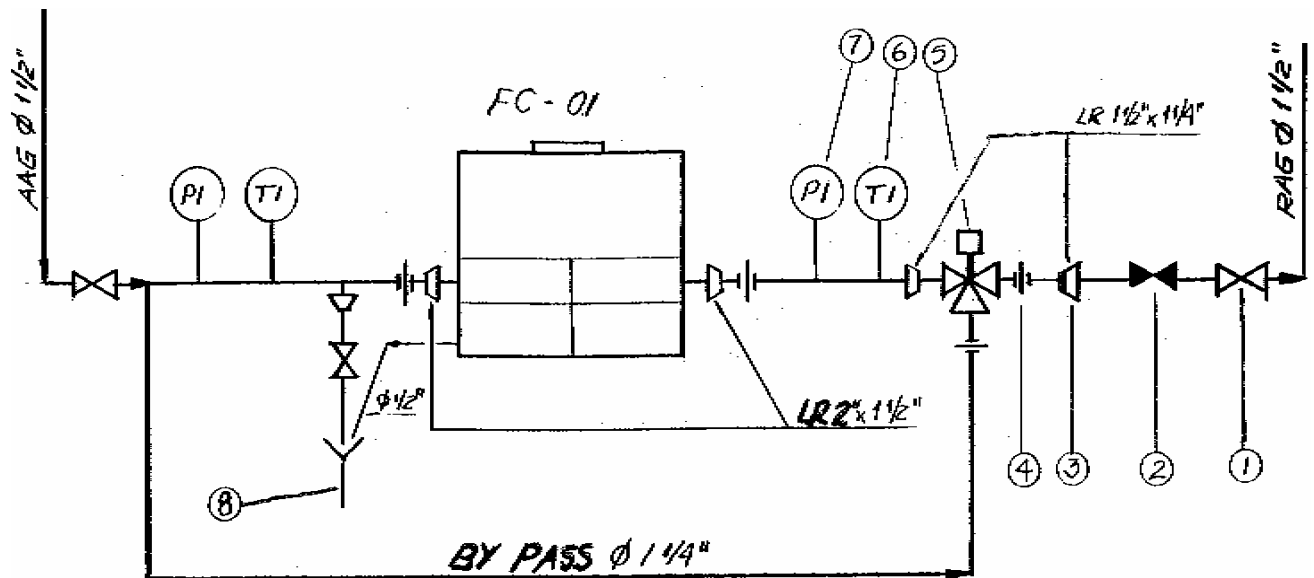 AAG Ø 1 1/2"
FC - 01
7
6
5
LR 1 1/2" x 1 1/4"
RAG Ø 1 1/2"
PI
TI
PI
TI
Ø 1/2"
LR 2" x 1 1/2"
4
3
2
1
8
BY PASS Ø 1 1/4"